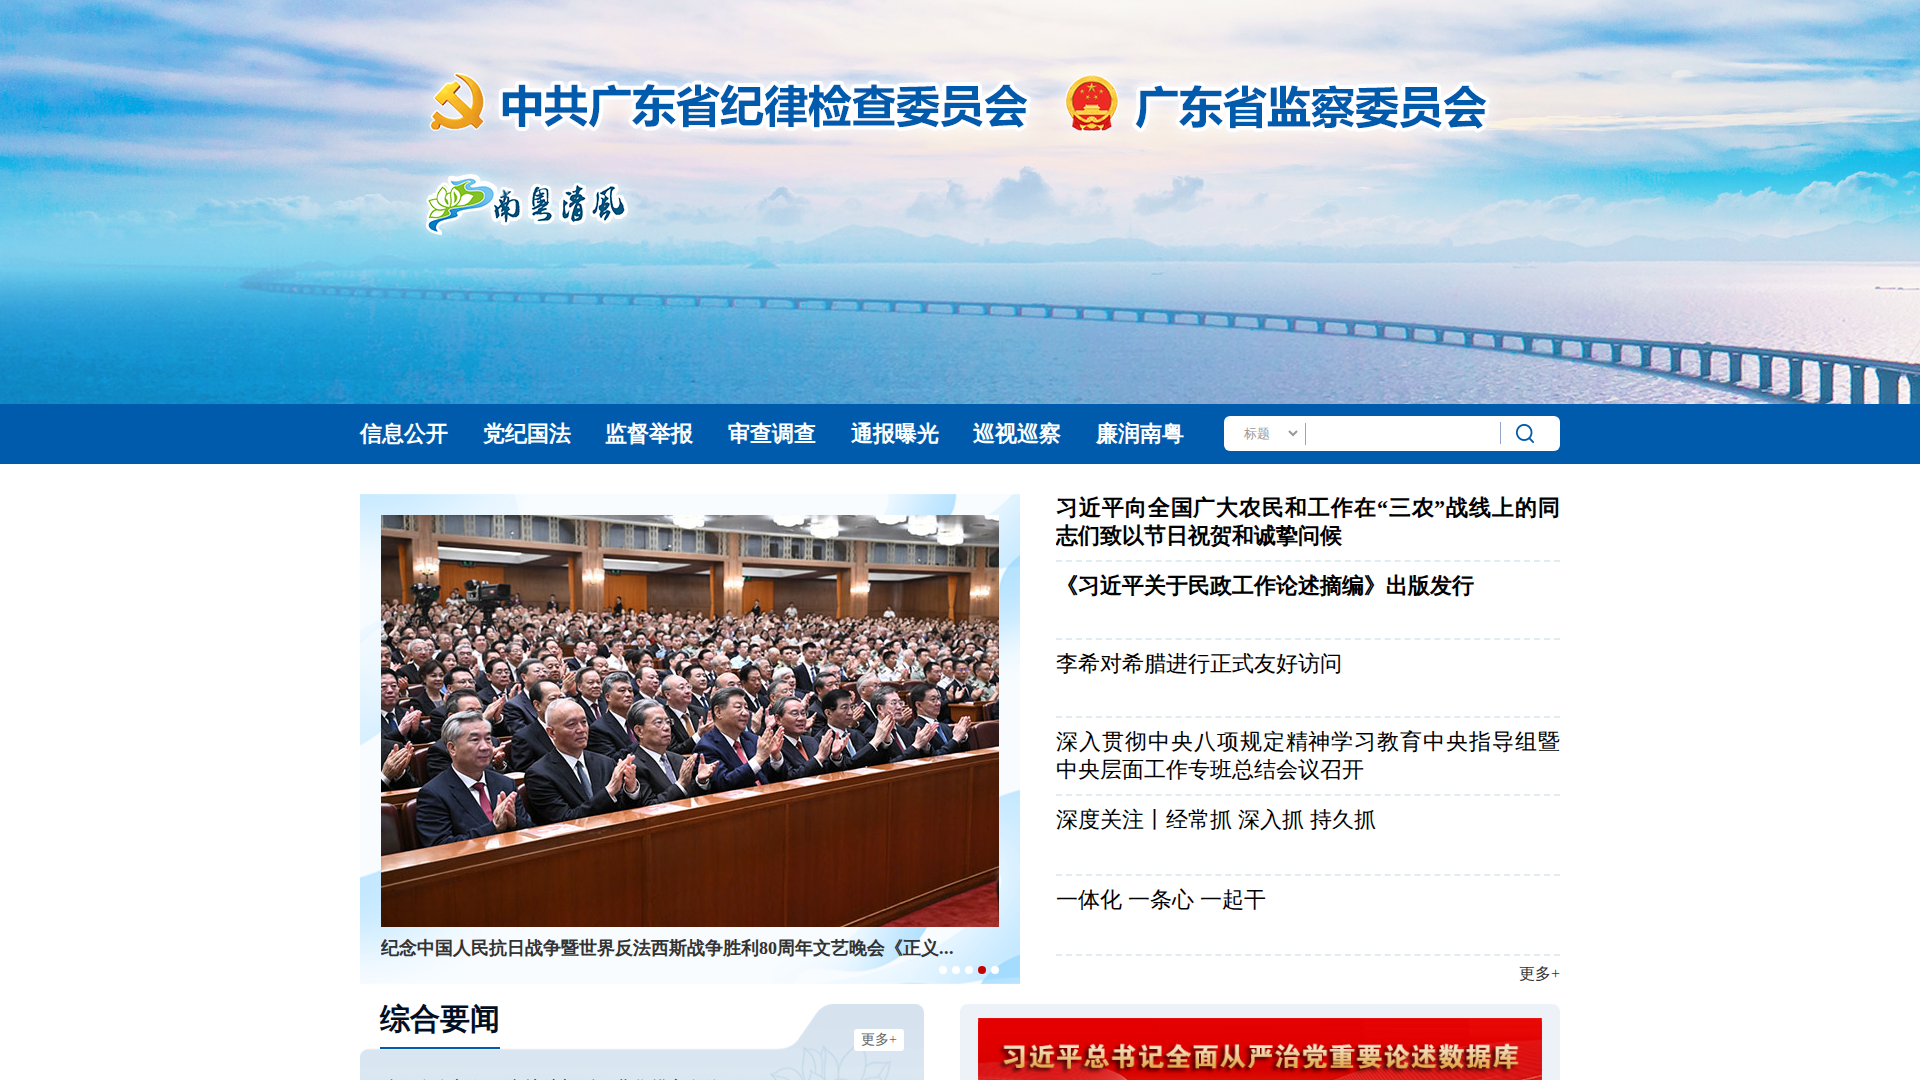 中共广东省纪律检查委员会 广东省监察委员会
南粤清風
信息公开 党纪国法 审查调查 监督举报 通报曝光 巡视巡察 廉润南粤 标题
习近平向全国广大农民和工作在“三农”战线上的同
志们致以节日祝贺和诚挚问候
《习近平关于民政工作论述摘编》出版发行
李希对希腊进行正式友好访问
深入贯彻中央八项规定精神学习教育中央指导组暨
中央层面工作专班总结会议召开
深度关注丨经常抓 深入抓 持久抓
一体化 一条心 一起干
更多+
纪念中国人民抗日战争暨世界反法西斯战争胜利80周年文艺晚会《正义...
综合要闻
更多+
习近平总书记全面从严治党重要论述数据库